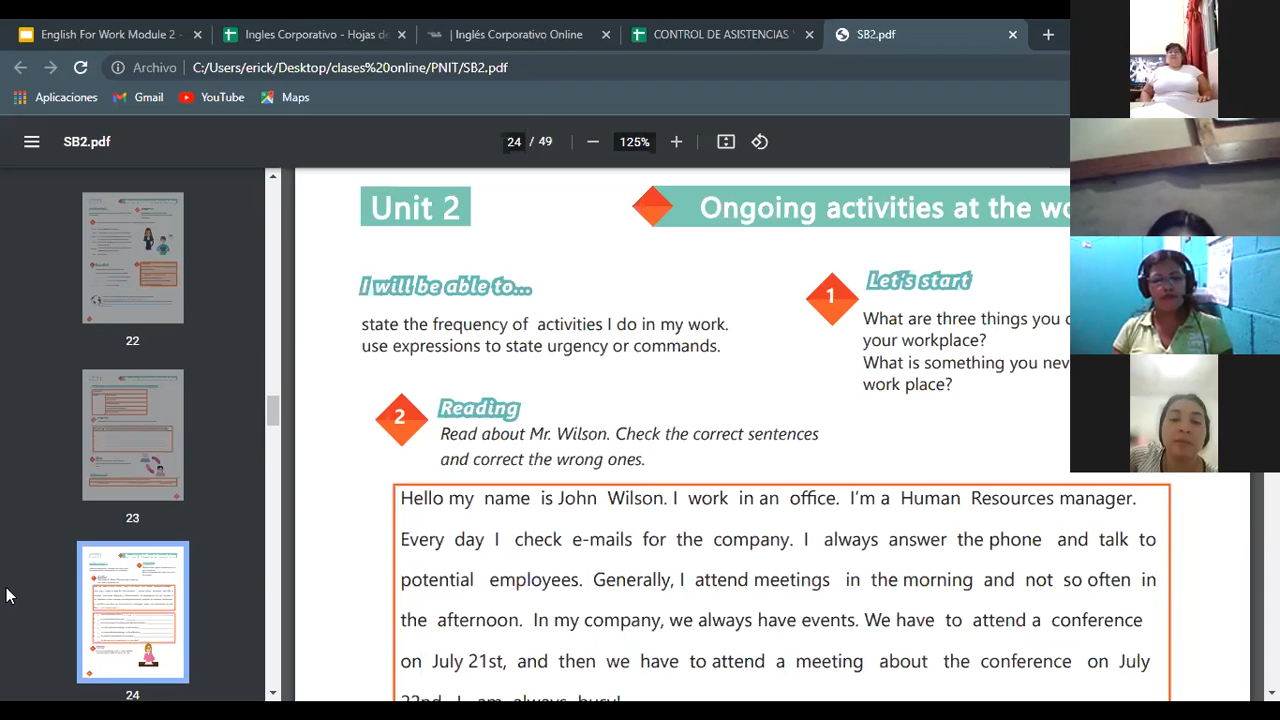 English For Work Module 2 -
Ingles Corporativo - Hojas de
| Inglés Corporativo Online
CONTROL DE ASISTENCIAS
SB2.pdf
Archivo
C:/Users/erick/Desktop/clases%20online/PNIT/SB2.pdf
Aplicaciones
Gmail
YouTube
Maps
SB2.pdf
24 / 49
125%
22
23
24
Unit 2
Ongoing activities at the wo
I will be able to...
state the frequency of activities I do in my work.
use expressions to state urgency or commands.
1
Let's start
What are three things you d
your workplace?
What is something you nev
work place?
2
Reading
Read about Mr. Wilson. Check the correct sentences
and correct the wrong ones.
Hello my name is John Wilson. I work in an office. I'm a Human Resources manager.
Every day I check e-mails for the company. I always answer the phone and talk to
potential employees. Generally, I attend meetings in the morning and not so often in
the afternoon. In my company, we always have events. We have to attend a conference
on July 21st, and then we have to attend a meeting about the conference on July
22nd. I am always busy!